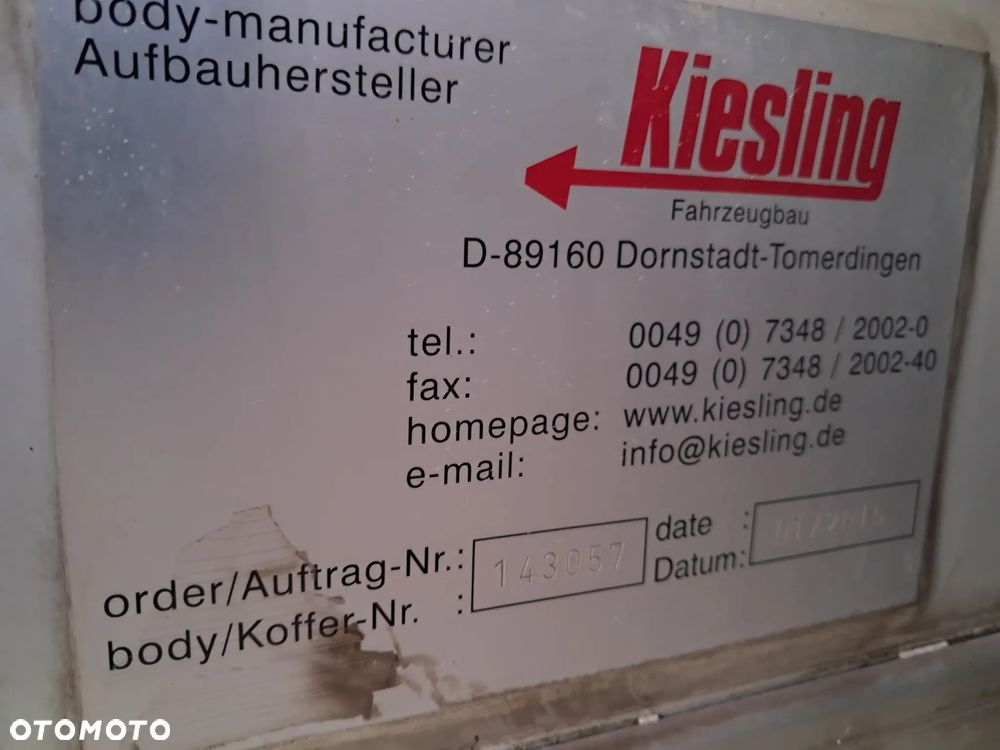 body-manufacturer
Aufbauhersteller
Kiesling
Fahrzeugbau
D-89160 Dornstadt-Tomerdingen
tel.: 0049 (0) 7348 / 2002-0
fax: 0049 (0) 7348 / 2002-40
homepage: www.kiesling.de
e-mail: info@kiesling.de
order/Auftrag-Nr.: 143057 date :
body/Koffer-Nr. : Datum:
OTOMOTO